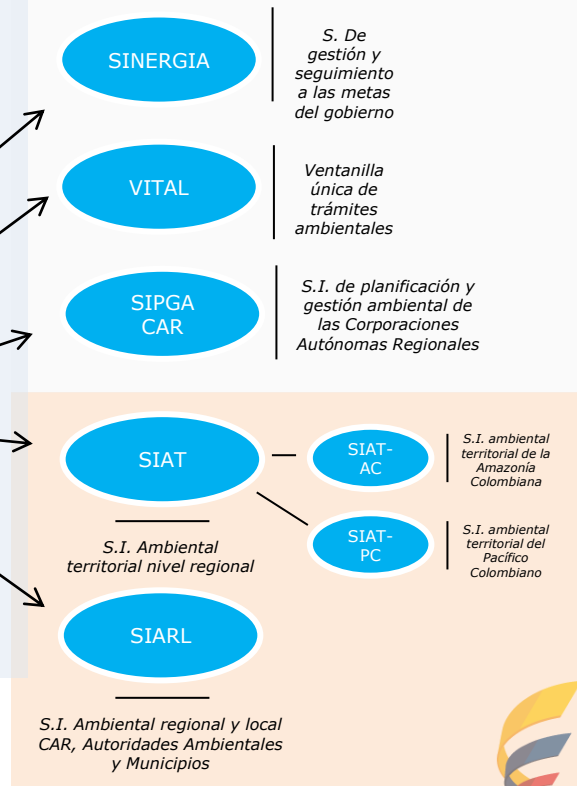 SINERGIA
S. De
gestión y
seguimiento
a las metas
del gobierno
VITAL
Ventanilla
única de
trámites
ambientales
SIPGA
CAR
S.I. de planificación y
gestión ambiental de
las Corporaciones
Autónomas Regionales
SIAT
S.I. Ambiental
territorial nivel regional
SIAT-
AC
S.I. ambiental
territorial de la
Amazonía
Colombiana
SIAT-
PC
S.I. ambiental
territorial del
Pacífico
Colombiano
SIARL
S.I. Ambiental regional y local
CAR, Autoridades Ambientales
y Municipios